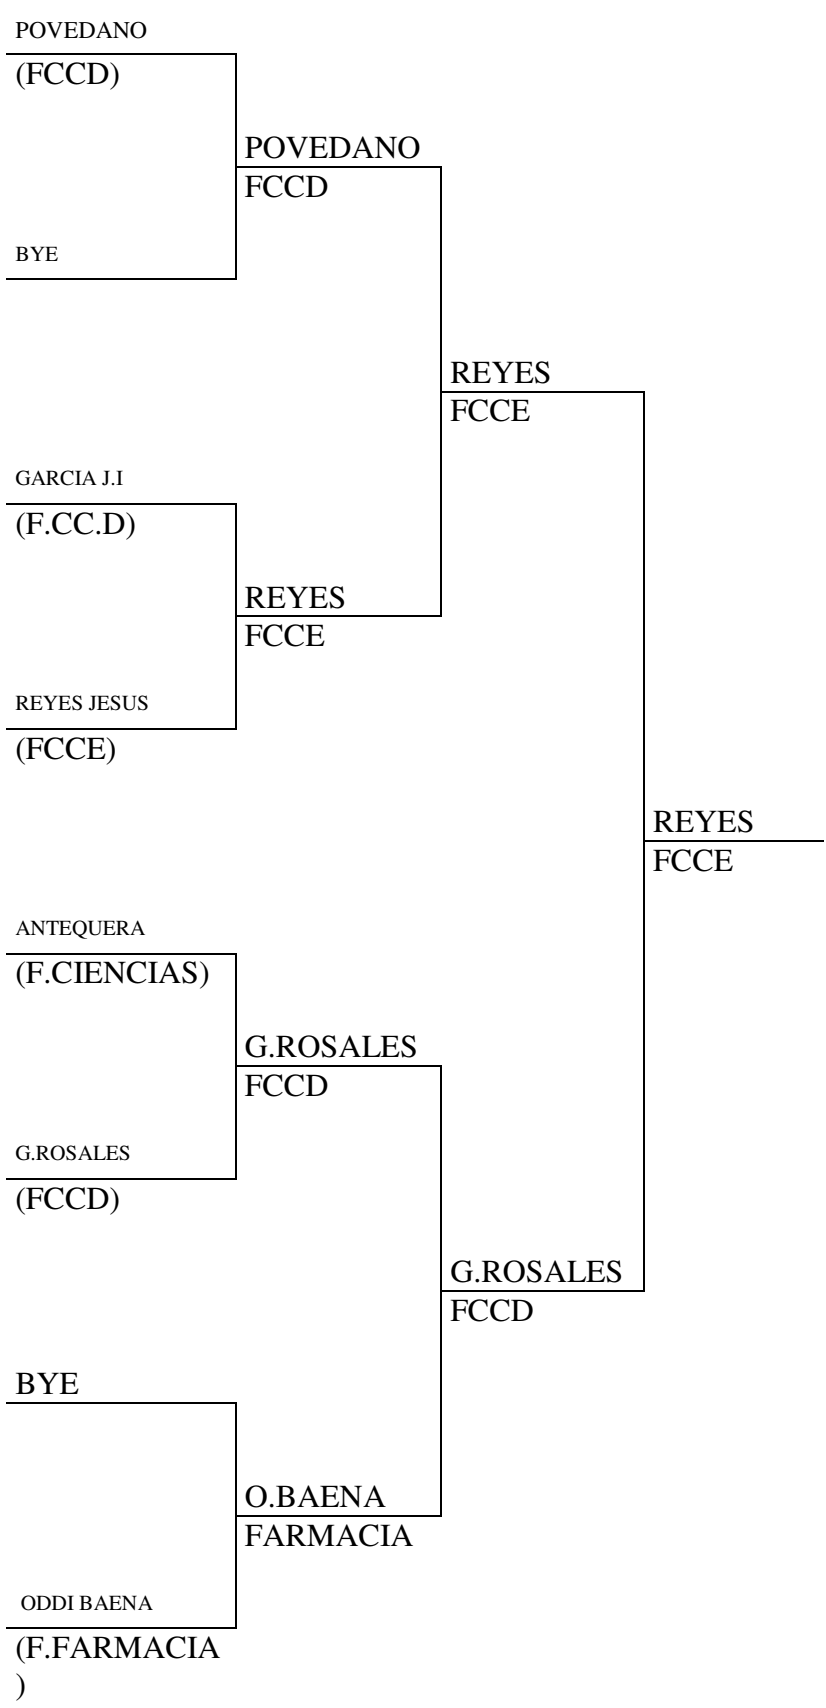 POVEDANO
(FCCD)
POVEDANO
FCCD
BYE
REYES
FCCE
GARCIA J.I
(F.CC.D)
REYES
FCCE
REYES JESUS
(FCCE)
REYES
FCCE
ANTEQUERA
(F.CIENCIAS)
G.ROSALES
FCCD
G.ROSALES
(FCCD)
G.ROSALES
FCCD
BYE
O.BAENA
FARMACIA
ODDI BAENA
(F.FARMACIA
)